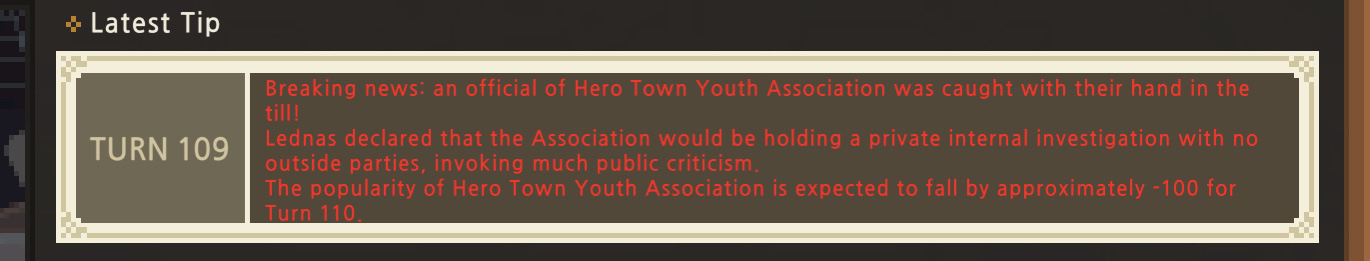 Latest Tip
TURN 109
Breaking news: an official of Hero Town Youth Association was caught with their hand in the
till!
Lednas declared that the Association would be holding a private internal investigation with no
outside parties, invoking much public criticism.
The popularity of Hero Town Youth Association is expected to fall by approximately -100 for
Turn 110.